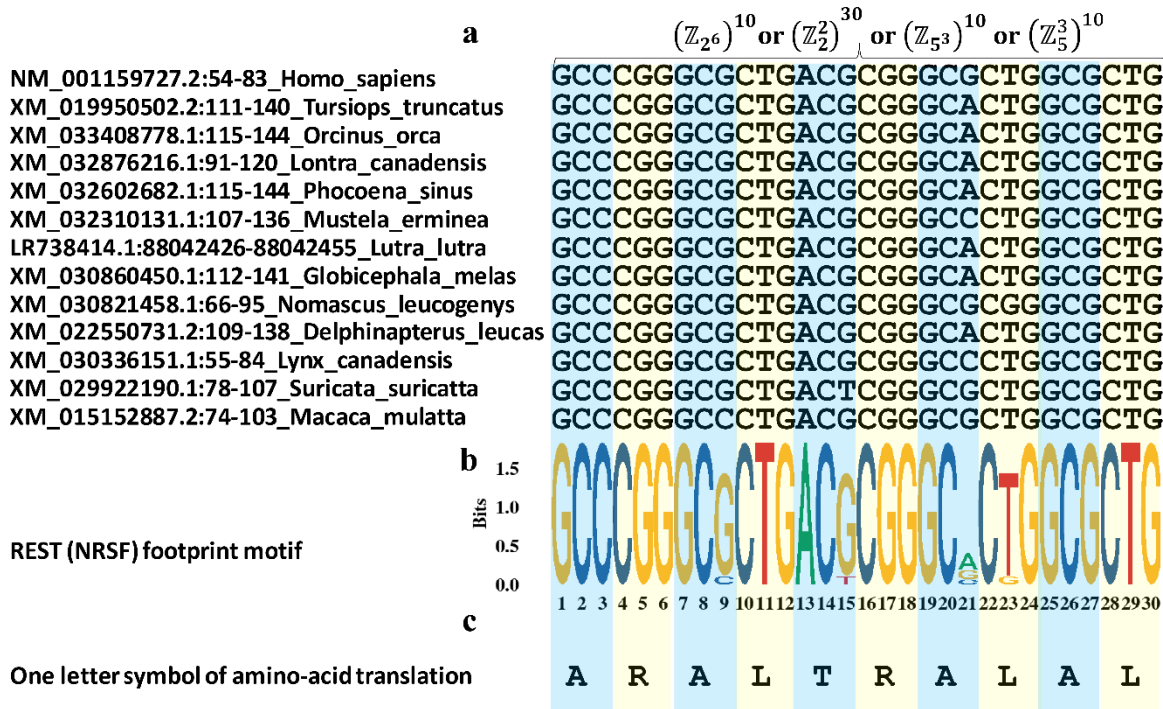 a
(ℤ_{2^6})^{10} or (ℤ_2^2)^{30} or (ℤ_{5^3})^{10} or (ℤ_5^3)^{10}
NM_001159727.2:54-83_Homo_sapiens GCCCGGGCGCTGACGCGGGCGCTGGCGCTG
XM_019950502.2:111-140_Tursiops_truncatus GCCCGGGCGCTGACGCGGGCACTGGCGCTG
XM_033408778.1:115-144_Orcinus_orca GCCCGGGCGCTGACGCGGGCACTGGCGCTG
XM_032876216.1:91-120_Lontra_canadensis GCCCGGGCGCTGACGCGGGCACTGGCGCTG
XM_032602682.1:115-144_Phocoena_sinus GCCCGGGCGCTGACGCGGGCACTGGCGCTG
XM_032310131.1:107-136_Mustela_erminea GCCCGGGCGCTGACGCGGGCCCTGGCGCTG
LR738414.1:88042426-88042455_Lutra_lutra GCCCGGGCGCTGACGCGGGCACTGGCGCTG
XM_030860450.1:112-141_Globicephala_melas GCCCGGGCGCTGACGCGGGCACTGGCGCTG
XM_030821458.1:66-95_Nomascus_leucogenys GCCCGGGCGCTGACGCGGGCGCGGGCGCTG
XM_022550731.2:109-138_Delphinapterus_leucas GCCCGGGCGCTGACGCGGGCACTGGCGCTG
XM_030336151.1:55-84_Lynx_canadensis GCCCGGGCGCTGACGCGGGCCCTGGCGCTG
XM_029922190.1:78-107_Suricata_suricatta GCCCGGGCGCTGACTCGGGCGCTGGCGCTG
XM_015152887.2:74-103_Macaca_mulatta GCCCGGGCCCTGACGCGGGCGCTGGCGCTG
b
Bits
1.5
1.0
0.5
0.0
REST (NRSF) footprint motif
GCCCGGGCGCTGACGCGGGCACTGGCGCTG
C T G C G
1 2 3 4 5 6 7 8 9 10 11 12 13 14 15 16 17 18 19 20 21 22 23 24 25 26 27 28 29 30
c
One letter symbol of amino-acid translation A R A L T R A L A L